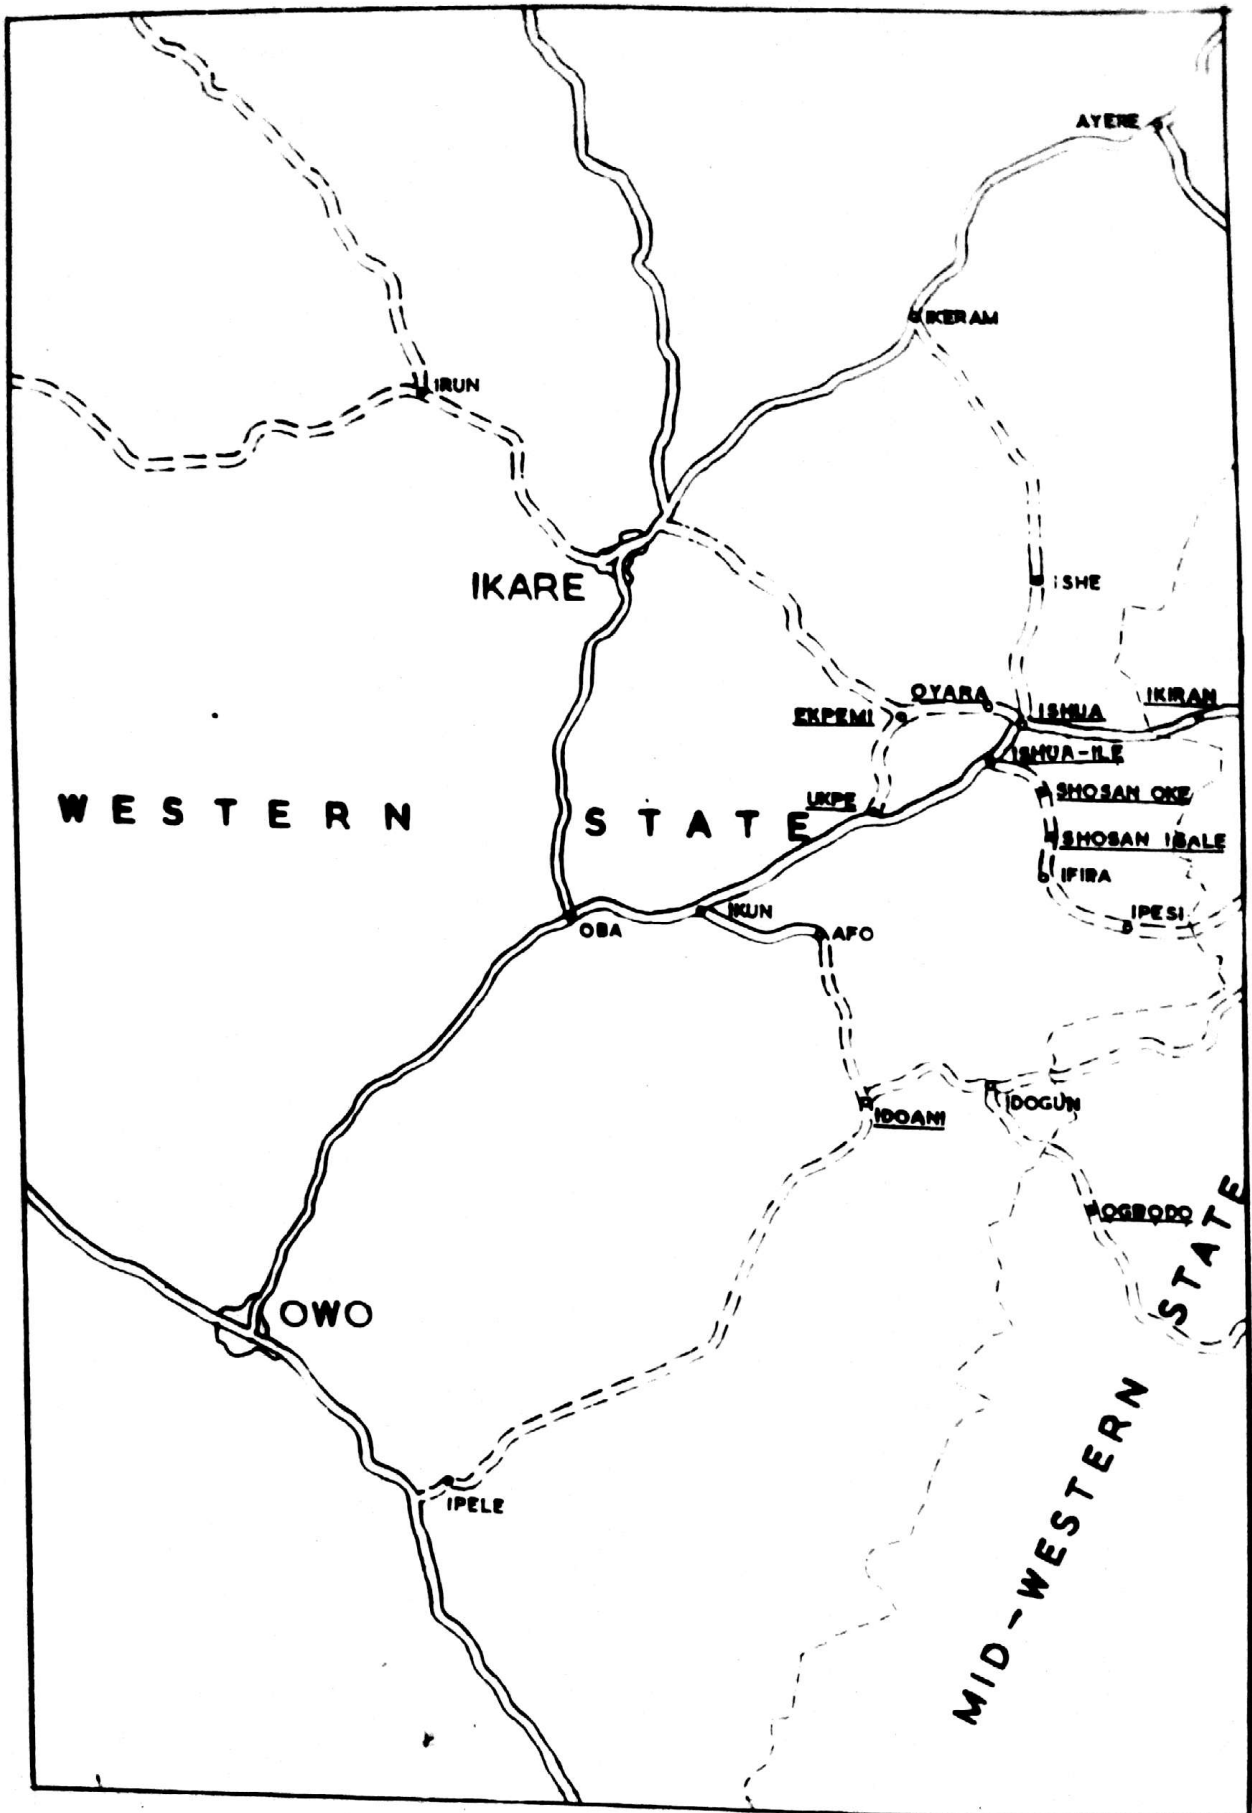 AYERE
IKERAM
IRUN
IKARE
ISHE
OYARA
IKIRAN
EKPEMI
ISHUA
ISHUA-ILE
UKPE
SHOSAN OKE
WESTERN STATE
SHOSAN IBALE
IFIRA
IKUN
IPESI
OBA
AFO
IDOGUN
IDOANI
OGBODO
OWO
MID-WESTERN STATE
IPELE